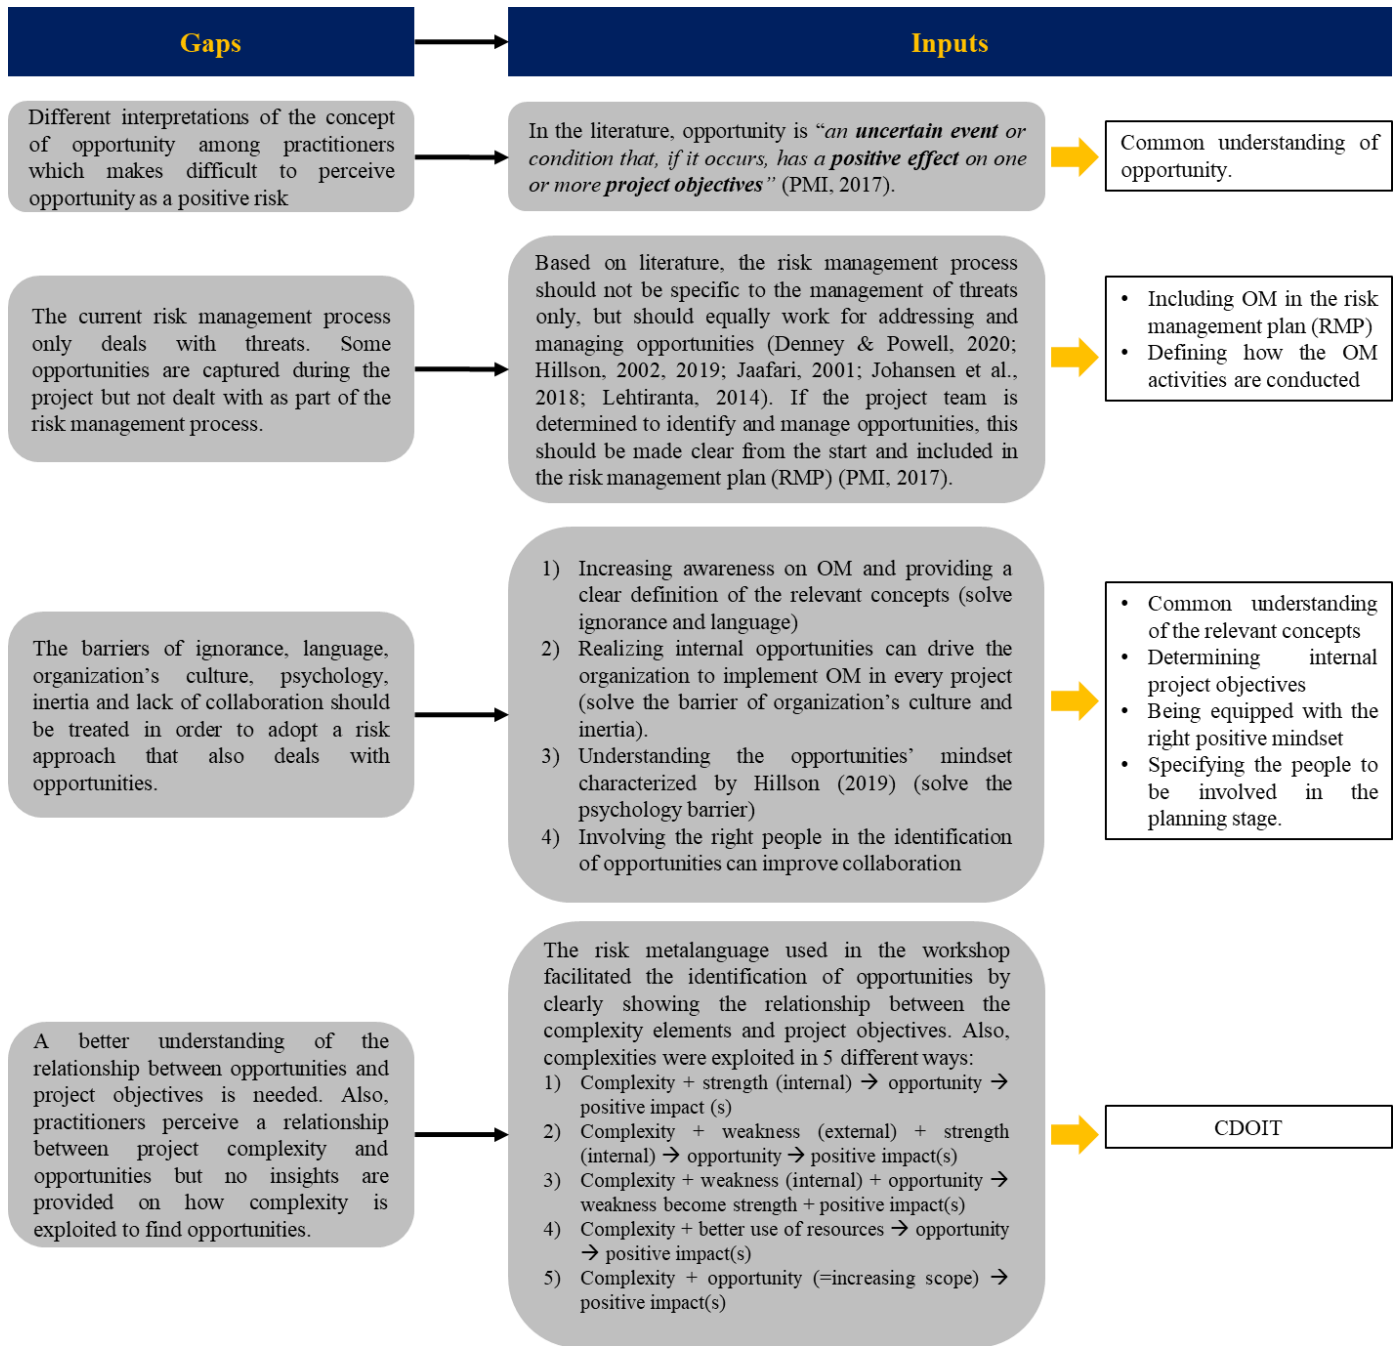 Gaps
Inputs
Different interpretations of the concept
of opportunity among practitioners
which makes difficult to perceive
opportunity as a positive risk
In the literature, opportunity is “an uncertain event or
condition that, if it occurs, has a positive effect on one
or more project objectives” (PMI, 2017).
Common understanding of
opportunity.
The current risk management process
only deals with threats. Some
opportunities are captured during the
project but not dealt with as part of the
risk management process.
Based on literature, the risk management process
should not be specific to the management of threats
only, but should equally work for addressing and
managing opportunities (Denney & Powell, 2020;
Hillson, 2002, 2019; Jaafari, 2001; Johansen et al.,
2018; Lehtiranta, 2014). If the project team is
determined to identify and manage opportunities, this
should be made clear from the start and included in
the risk management plan (RMP) (PMI, 2017).
• Including OM in the risk
management plan (RMP)
• Defining how the OM
activities are conducted
The barriers of ignorance, language,
organization’s culture, psychology,
inertia and lack of collaboration should
be treated in order to adopt a risk
approach that also deals with
opportunities.
1) Increasing awareness on OM and providing a
clear definition of the relevant concepts (solve
ignorance and language)
2) Realizing internal opportunities can drive the
organization to implement OM in every project
(solve the barrier of organization’s culture and
inertia).
3) Understanding the opportunities’ mindset
characterized by Hillson (2019) (solve the
psychology barrier)
4) Involving the right people in the identification
of opportunities can improve collaboration
• Common understanding
of the relevant concepts
• Determining internal
project objectives
• Being equipped with the
right positive mindset
• Specifying the people to
be involved in the
planning stage.
A better understanding of the
relationship between opportunities and
project objectives is needed. Also,
practitioners perceive a relationship
between project complexity and
opportunities but no insights are
provided on how complexity is
exploited to find opportunities.
The risk metalanguage used in the workshop
facilitated the identification of opportunities by
clearly showing the relationship between the
complexity elements and project objectives. Also,
complexities were exploited in 5 different ways:
1) Complexity + strength (internal) → opportunity →
positive impact (s)
2) Complexity + weakness (external) + strength
(internal) → opportunity → positive impact(s)
3) Complexity + weakness (internal) + opportunity →
weakness become strength + positive impact(s)
4) Complexity + better use of resources → opportunity
→ positive impact(s)
5) Complexity + opportunity (=increasing scope) →
positive impact(s)
CDOIT